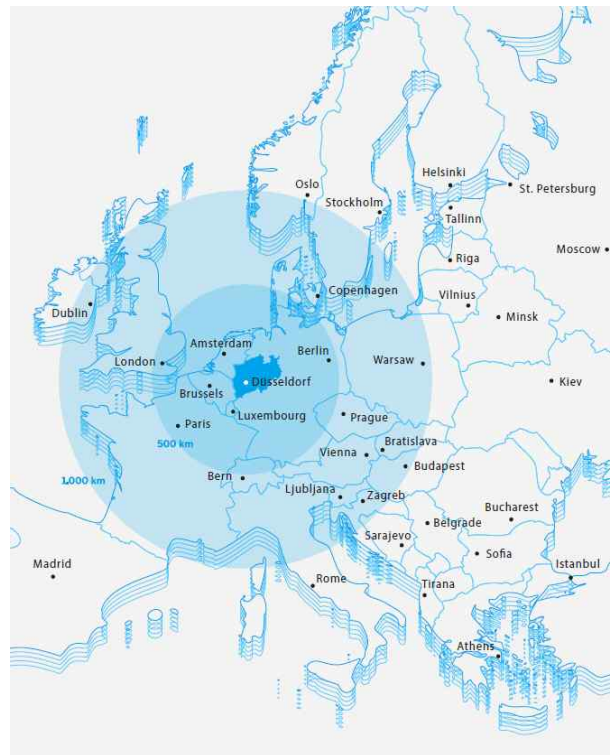 Oslo
Helsinki
St. Petersburg
Stockholm
Tallinn
Moscow
Riga
Copenhagen
Vilnius
Dublin
Minsk
Amsterdam
London
Berlin
Warsaw
Düsseldorf
Kiev
Brussels
Luxembourg
Prague
Paris
500 km
Bratislava
Vienna
Budapest
Bern
1.000 km
Ljubljana
Zagreb
Bucharest
Belgrade
Sarajevo
Sofia
Madrid
Istanbul
Rome
Tirana
Athens